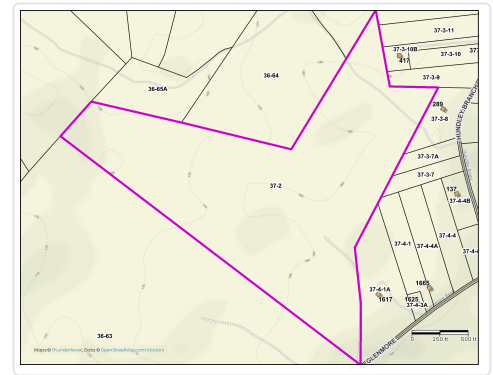 37-3-11
37-3-10B
417
37-3-10
37
36-64
37-3-9
36-65A
289
37-3-8
HUNDLEY-BRANCH
37-3-7A
37-3-7
37-2
137
37-4-4B
37-4-4
37-4-1
37-4-4A
37-4-
37-4-1A
1617
1665
1625
37-4-3A
36-63
GLENMORE
0 250 ft 500 ft
Maps © Thunderforest, Data © OpenStreetMap contributors